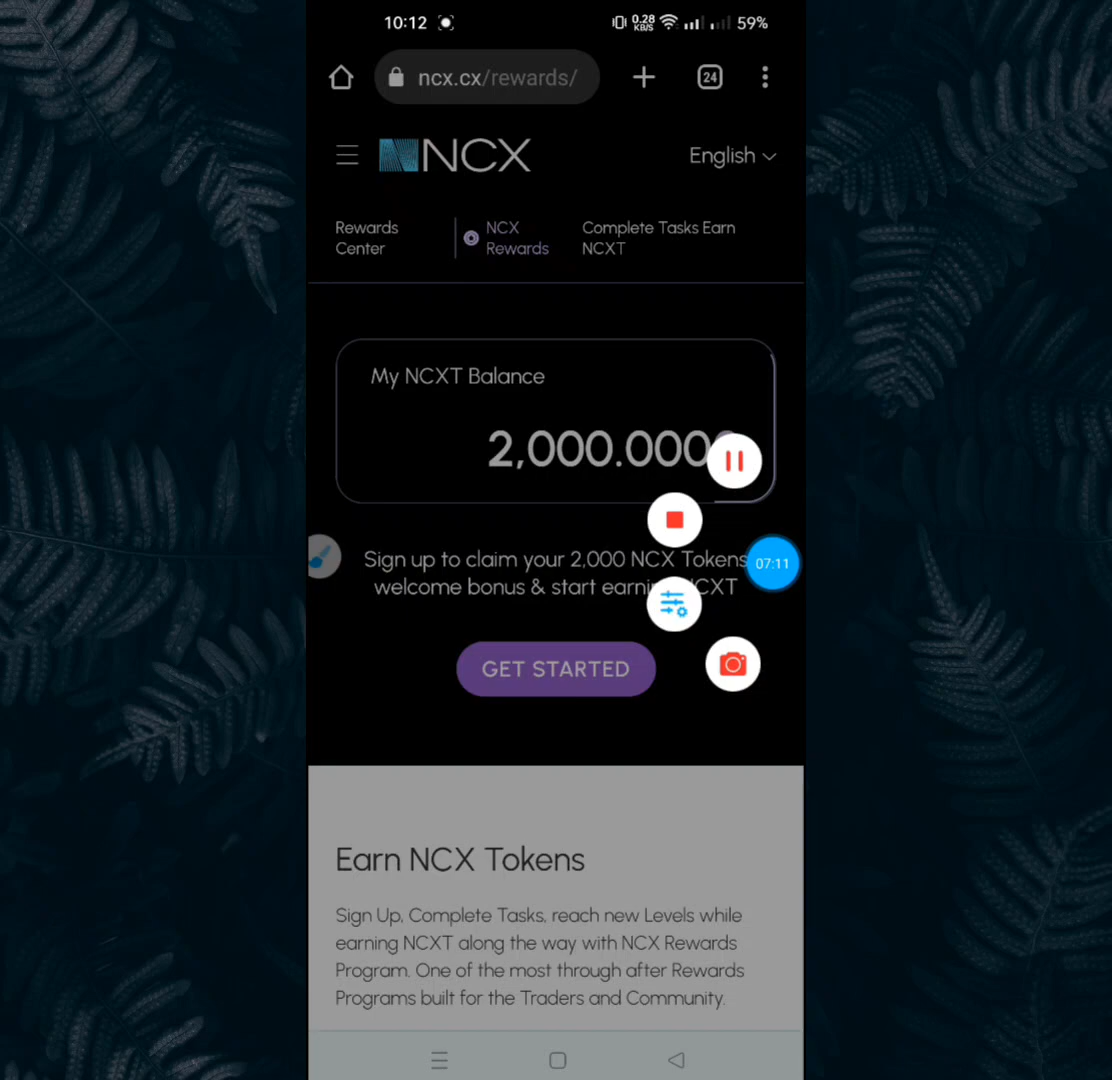 10:12 0.28 KB/S 59%
ncx.cx/rewards/ 24
NCX English
Rewards Center
NCX Rewards
Complete Tasks Earn NCXT
My NCXT Balance
2,000.000
Sign up to claim your 2,000 NCX Tokens
07:11
welcome bonus & start NCXT
GET STARTED
Earn NCX Tokens
Sign Up, Complete Tasks, reach new Levels while
earning NCXT along the way with NCX Rewards
Program. One of the most through after Rewards
Programs built for the Traders and Community.